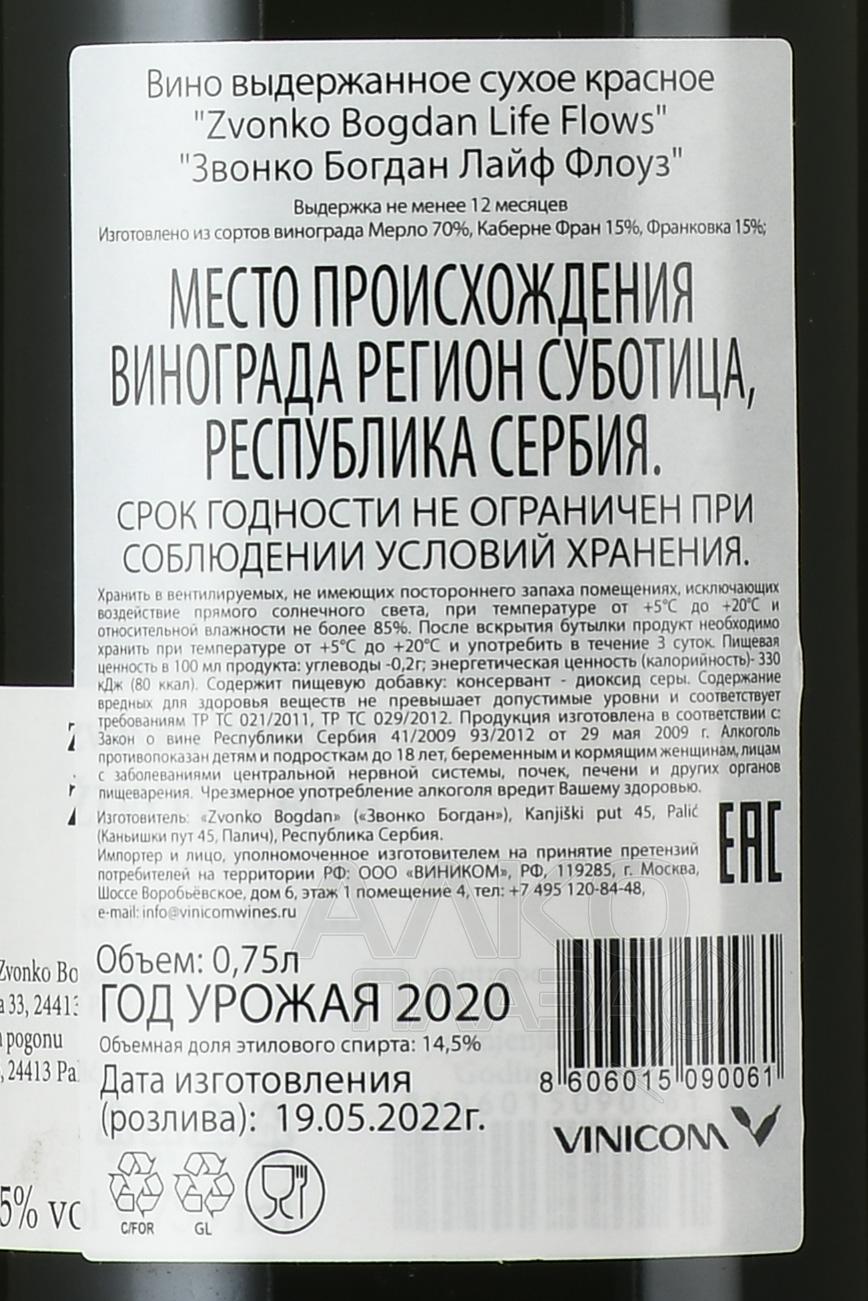 Вино выдержанное сухое красное
"Zvonko Bogdan Life Flows"
"Звонко Богдан Лайф Флоуз"
Выдержка не менее 12 месяцев
Изготовлено из сортов винограда Мерло 70%, Каберне Фран 15%, Франковка 15%;
МЕСТО ПРОИСХОЖДЕНИЯ
ВИНОГРАДА РЕГИОН СУБОТИЦА,
РЕСПУБЛИКА СЕРБИЯ.
СРОК ГОДНОСТИ НЕ ОГРАНИЧЕН ПРИ
СОБЛЮДЕНИИ УСЛОВИЙ ХРАНЕНИЯ.
Хранить в вентилируемых, не имеющих постороннего запаха помещениях, исключающих
воздействие прямого солнечного света, при температуре от +5°С до +20°С и
относительной влажности не более 85%. После вскрытия бутылки продукт необходимо
хранить при температуре от +5°С до +20°С и употребить в течение 3 суток. Пищевая
ценность в 100 мл продукта: углеводы -0,2г; энергетическая ценность (калорийность)- 330
кДж (80 ккал). Содержит пищевую добавку: консервант - диоксид серы. Содержание
вредных для здоровья веществ не превышает допустимые уровни и соответствует
требованиям ТР ТС 021/2011, ТР ТС 029/2012. Продукция изготовлена в соответствии с:
Закон о вине Республики Сербия 41/2009 93/2012 от 29 мая 2009 г. Алкоголь
противопоказан детям и подросткам до 18 лет, беременным и кормящим женщинам, лицам
с заболеваниями центральной нервной системы, почек, печени и других органов
пищеварения. Чрезмерное употребление алкоголя вредит Вашему здоровью.
Изготовитель: «Zvonko Bogdan» («Звонко Богдан»), Kanjiški put 45, Palić
(Каньишки пут 45, Палич), Республика Сербия.
Импортер и лицо, уполномоченное изготовителем на принятие претензий
потребителей на территории РФ: ООО «ВИНИКОМ», РФ, 119285, г. Москва,
Шоссе Воробьёвское, дом 6, этаж 1 помещение 4, тел: +7 495 120-84-48,
e-mail: info@vinicomwines.ru
EAC
Объем: 0,75л
ГОД УРОЖАЯ 2020
Объемная доля этилового спирта: 14,5%
Дата изготовления
(розлива): 19.05.2022г.
8 606015 090061
VINICOM
C/FOR
GL
АЛКО
ПЛАЗА
Zvonko Bo
a 33, 2441
pogonu
, 24413 Pa
5% vo